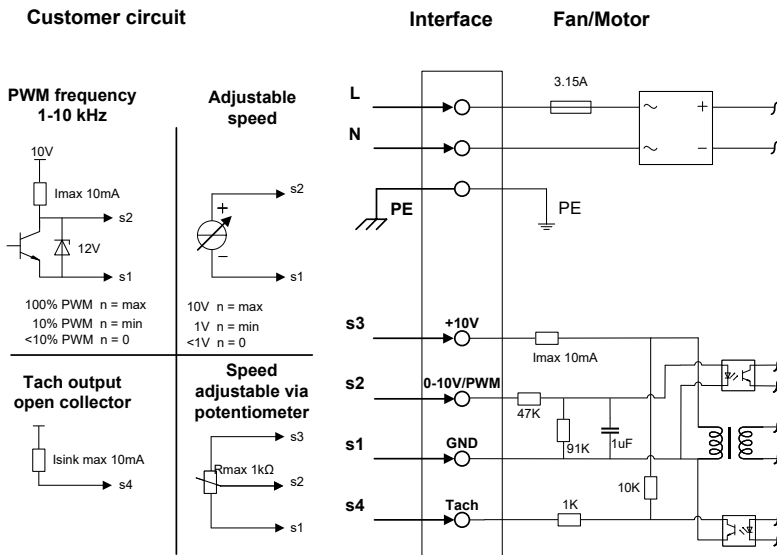 Customer circuit
Interface
Fan/Motor
PWM frequency
1-10 kHz
10V
Imax 10mA
s2
12V
s1
100% PWM n = max
10% PWM n = min
<10% PWM n = 0
Adjustable
speed
s2
+
−
s1
10V n = max
1V n = min
<1V n = 0
Tach output
open collector
Isink max 10mA
s4
Speed
adjustable via
potentiometer
s3
Rmax 1kΩ
s2
s1
L
3.15A
~ +
N
~ −
PE
PE
s3
+10V
Imax 10mA
s2
0-10V/PWM
47K
91K
1uF
s1
GND
10K
s4
Tach
1K